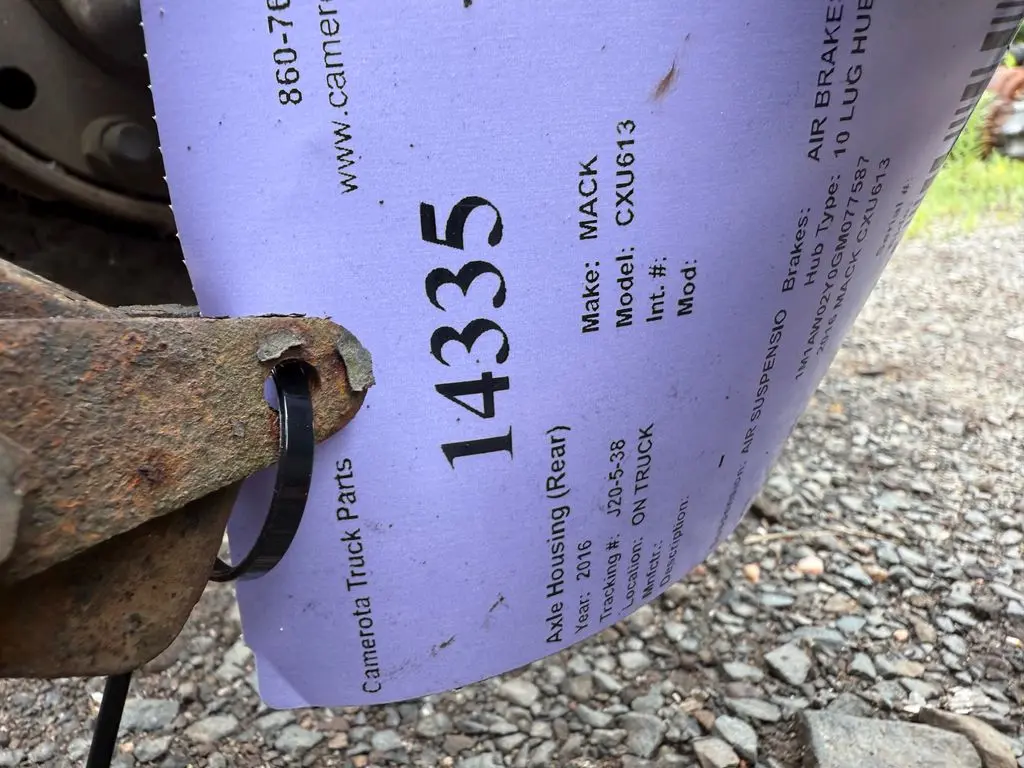 Camerota Truck Parts 860-76
www.camer
14335
Axle Housing (Rear)
Year: 2016 Make: MACK
Tracking #: J20-5-38 Model: CXU613
Location: ON TRUCK Int. #:
Mnfctr.: Mod:
Description:
AIR SUSPENSIO Brakes: AIR BRAKE
Hub Type: 10 LUG HUB
1M1AW02Y0GM077587
2016 MACK CXU613
Serial #: